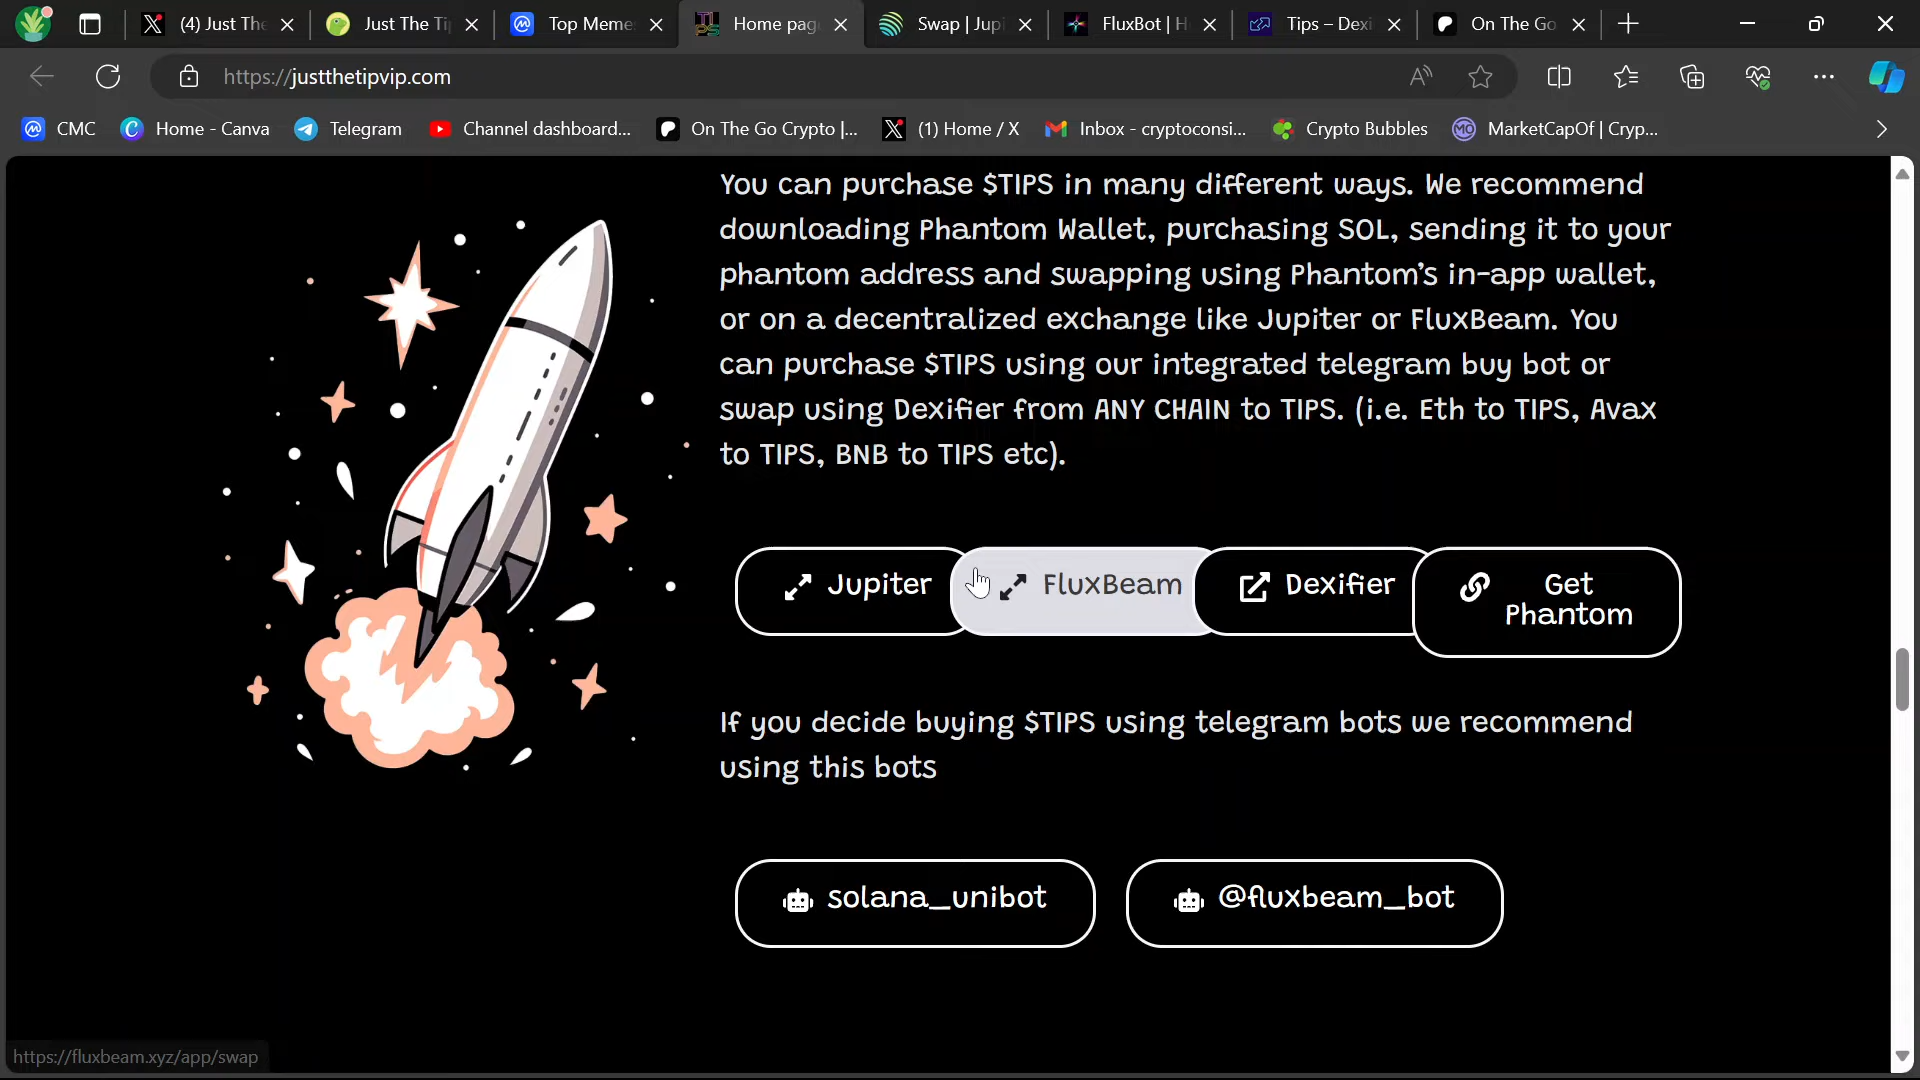 (4) Just The
Just The Ti
Top Meme
Home pag
Swap | Jup
FluxBot | H
Tips – Dexi
On The Go
https://justthetipvip.com
CMC
Home - Canva
Telegram
Channel dashboard...
On The Go Crypto |...
(1) Home / X
Inbox - cryptoconsi...
Crypto Bubbles
MarketCapOf | Cryp...
You can purchase $TIPS in many different ways. We recommend
downloading Phantom Wallet, purchasing SOL, sending it to your
phantom address and swapping using Phantom's in-app wallet,
or on a decentralized exchange like Jupiter or FluxBeam. You
can purchase $TIPS using our integrated telegram buy bot or
swap using Dexifier from ANY CHAIN to TIPS. (i.e. Eth to TIPS, Avax
to TIPS, BNB to TIPS etc).
Jupiter
FluxBeam
Dexifier
Get
Phantom
If you decide buying $TIPS using telegram bots we recommend
using this bots
solana_unibot
@fluxbeam_bot
https://fluxbeam.xyz/app/swap